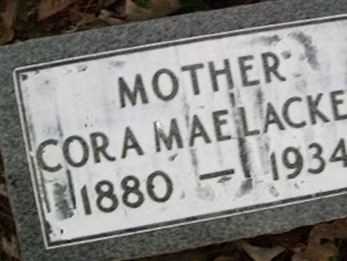 MOTHER
CORA MAE LACKE
1880 — 1934